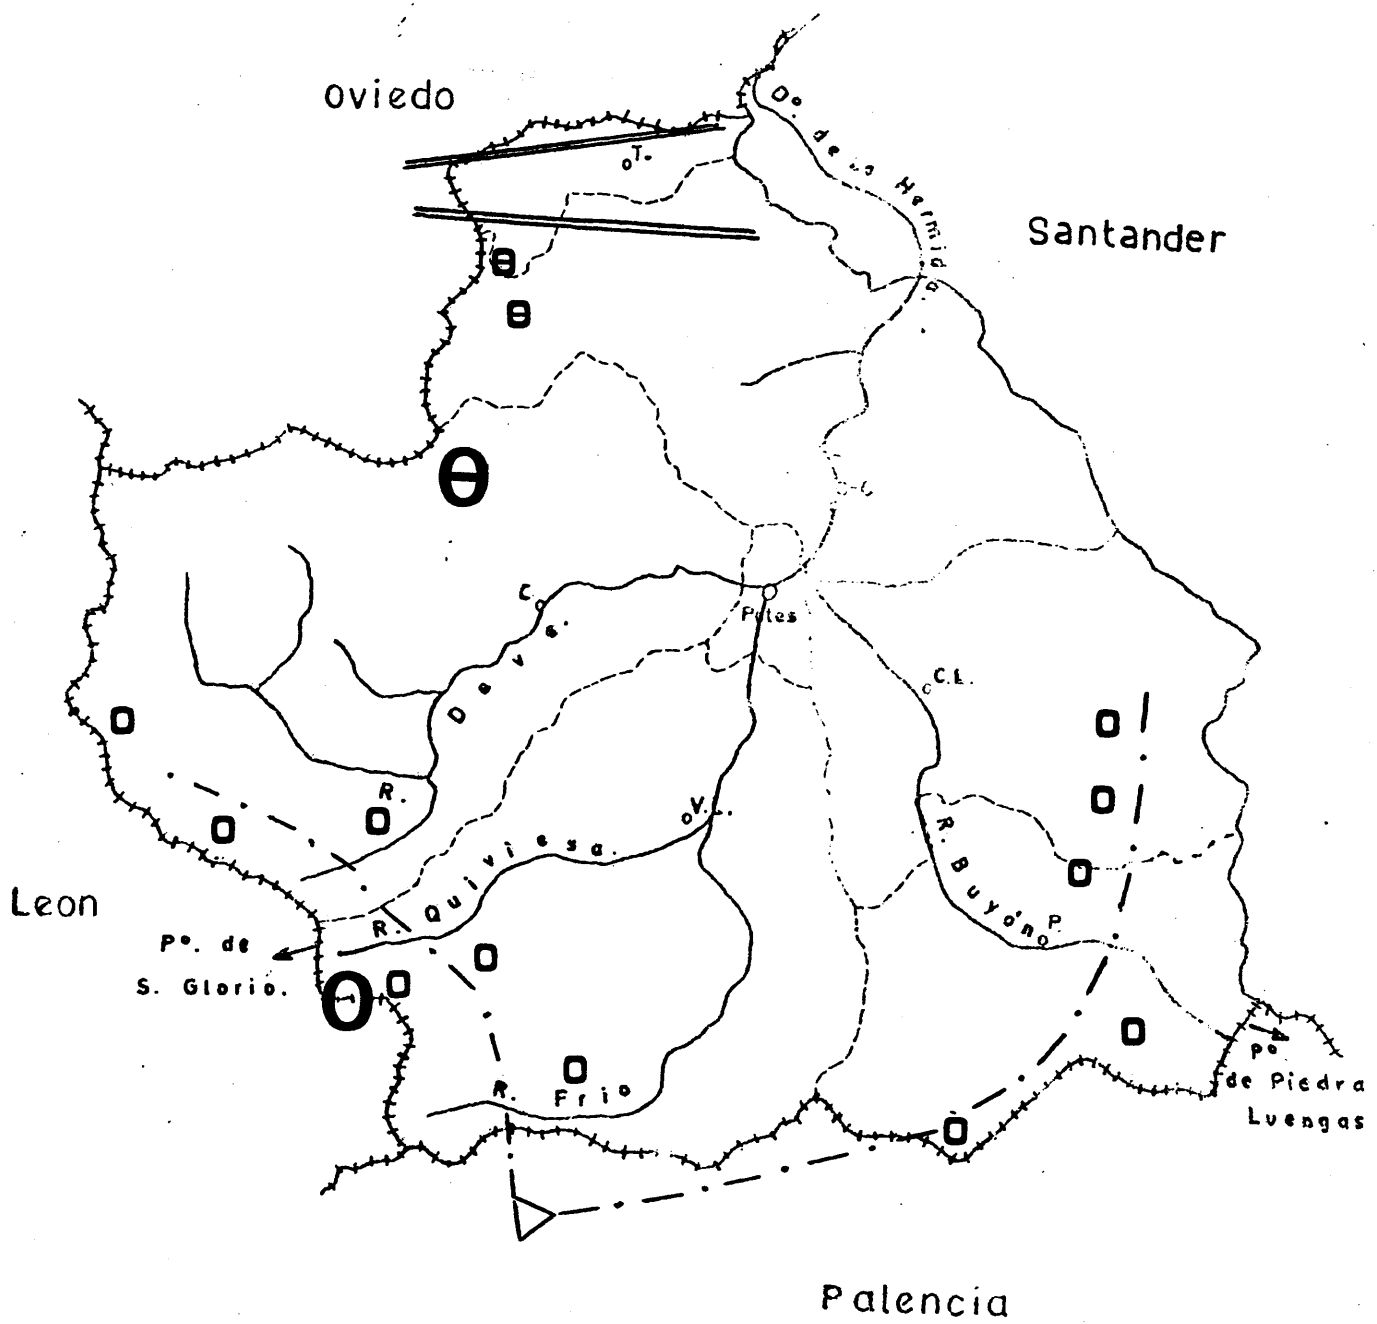 Oviedo
Dº. de la Hermida.
T.
Santander
C.
Potes
Deva.
C.L.
R.
V.
R. Quiviesa.
R. Buyón
P.
Leon
Pº. de
S. Glorio.
R. Frio
Pº
de Piedra
Luengas
Palencia